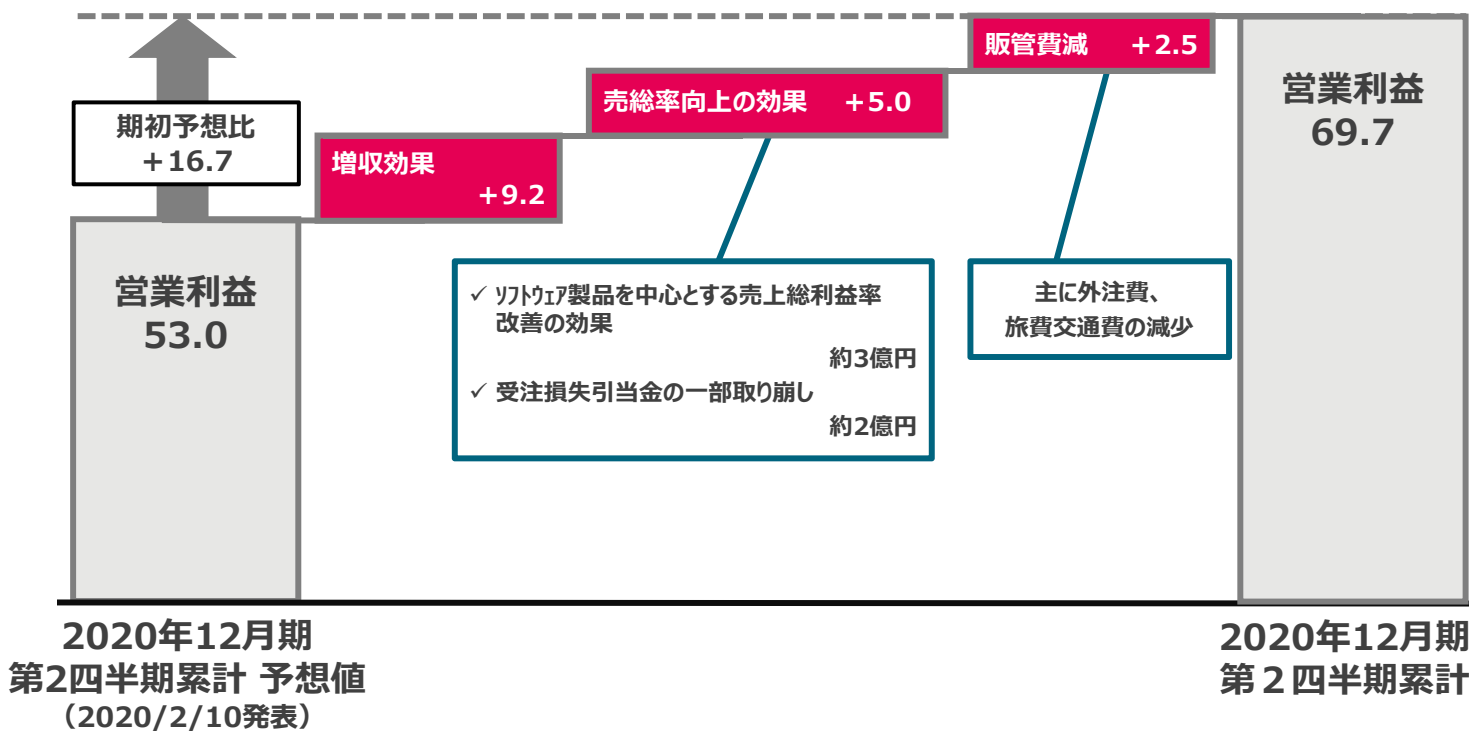 販管費減 +2.5
売総率向上の効果 +5.0
期初予想比
+16.7
増収効果
+9.2
営業利益
69.7
営業利益
53.0
✓ ソフトウェア製品を中心とする売上総利益率
改善の効果
約3億円
✓ 受注損失引当金の一部取り崩し
約2億円
主に外注費、
旅費交通費の減少
2020年12月期
第2四半期累計 予想値
（2020/2/10発表）
2020年12月期
第２四半期累計